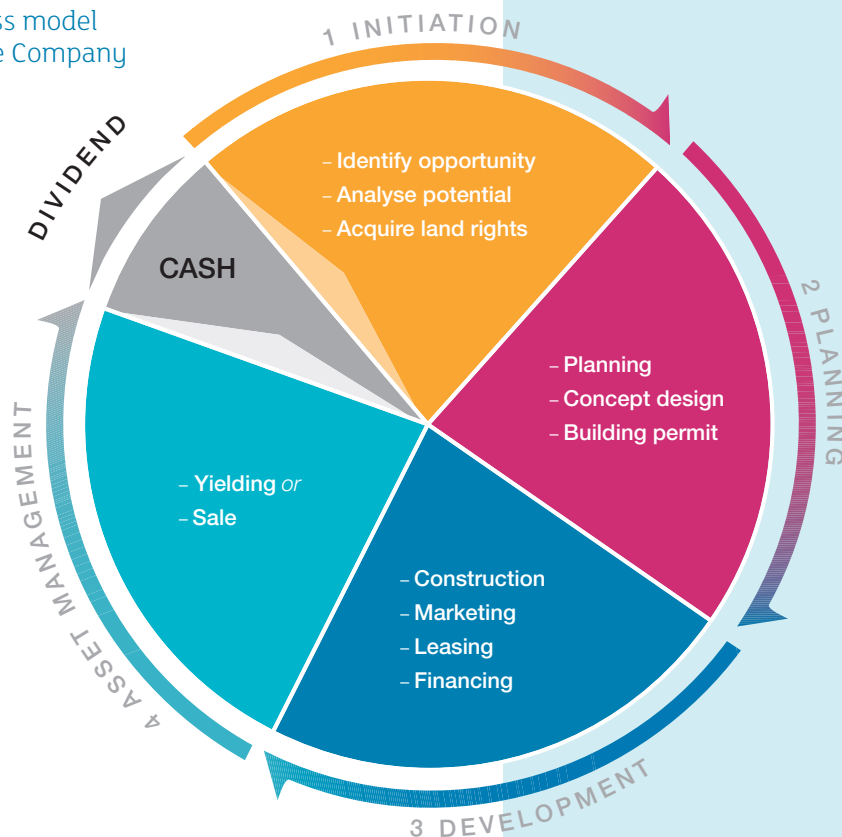 model
Company
1 INITIATION
– Identify opportunity
– Analyse potential
– Acquire land rights
DIVIDEND
CASH
2 PLANNING
– Planning
– Concept design
– Building permit
– Yielding or
– Sale
– Construction
– Marketing
– Leasing
– Financing
4 ASSET MANAGEMENT
3 DEVELOPMENT